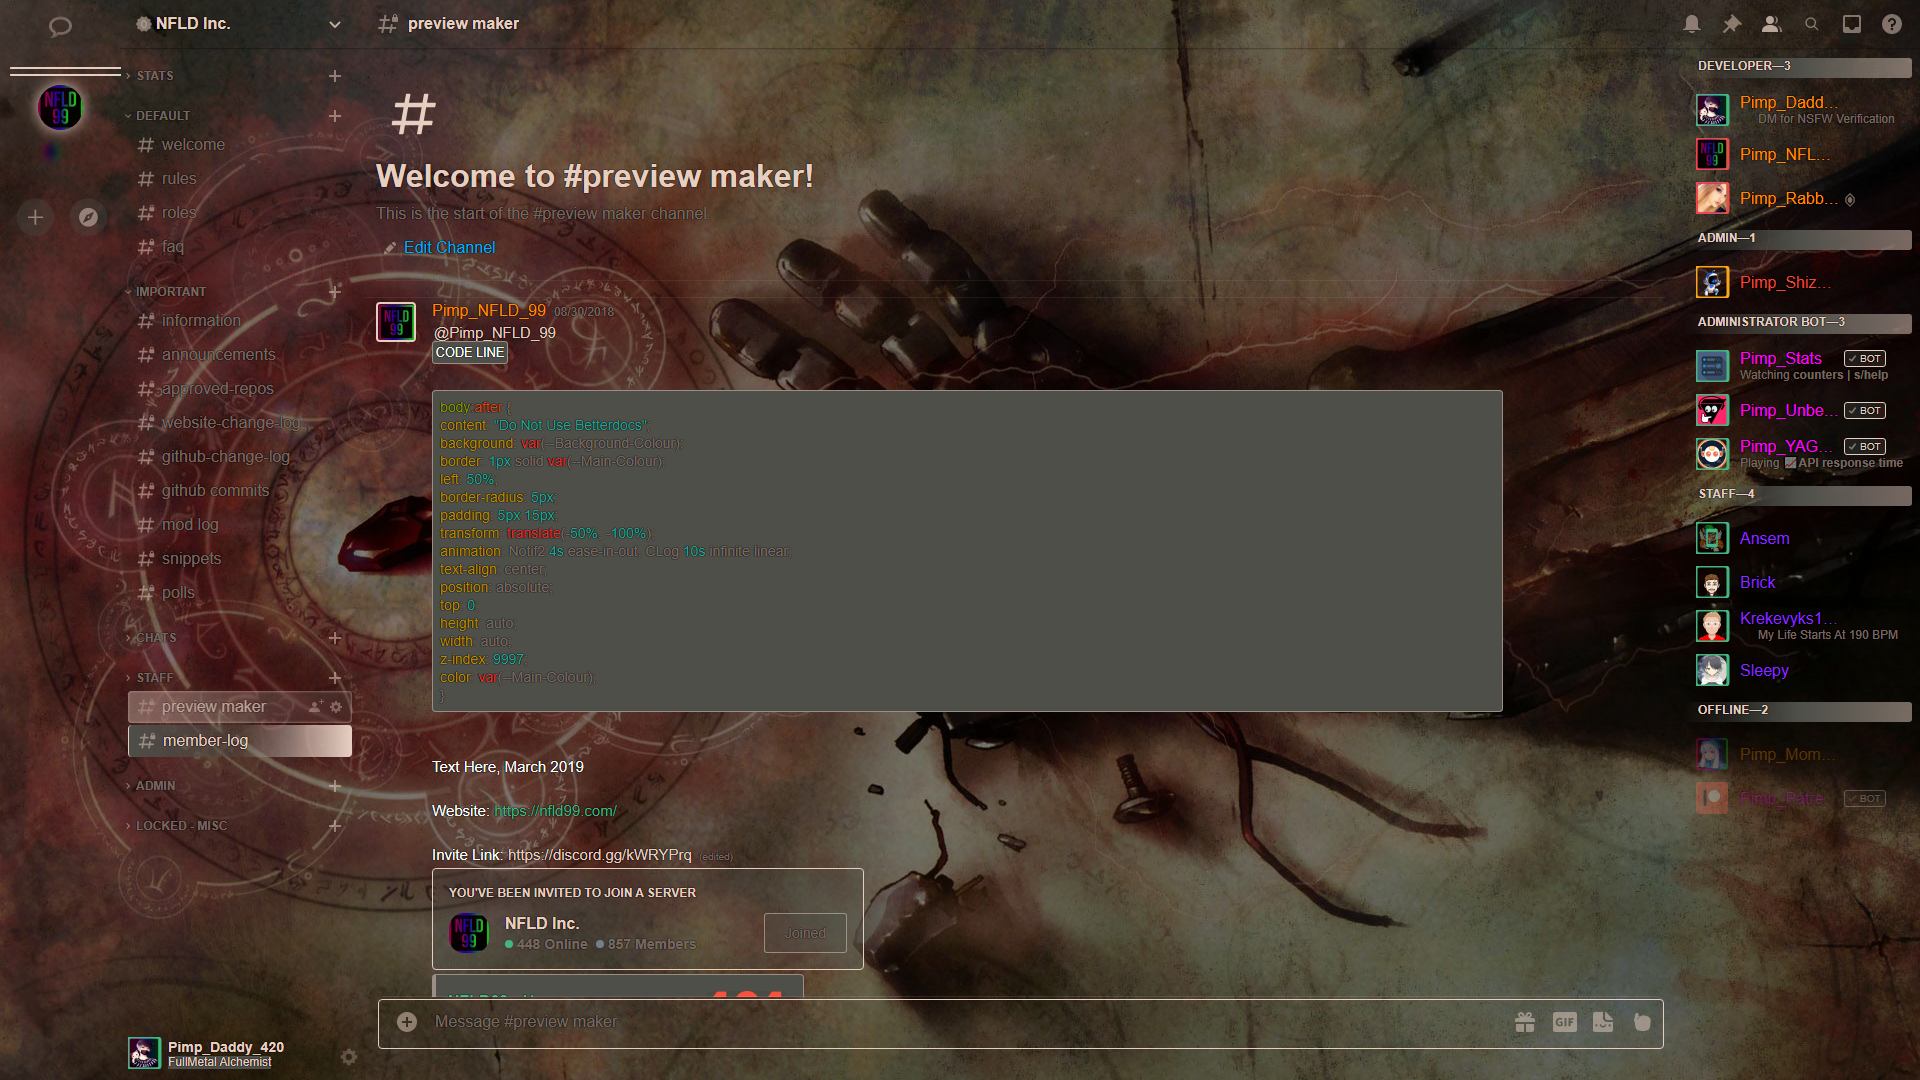 NFLD Inc.
preview maker
STATS
DEFAULT
welcome
rules
roles
faq
IMPORTANT
information
announcements
approved-repos
website-change-log
github-change-log
github commits
mod log
snippets
polls
CHATS
STAFF
preview maker
member-log
ADMIN
LOCKED - MISC
Pimp_Daddy_420
FullMetal Alchemist
NFLD
99
#
Welcome to #preview maker!
This is the start of the #preview maker channel.
Edit Channel
Pimp_NFLD_99 08/30/2018
@Pimp_NFLD_99
CODE LINE
body:after {
content: "Do Not Use Betterdocs";
background: var(--Background-Colour);
border: 1px solid var(--Main-Colour);
left: 50%;
border-radius: 5px;
padding: 5px 15px;
transform: translate(-50%, -100%);
animation: Notif2 4s ease-in-out, CLog 10s infinite linear;
text-align: center;
position: absolute;
top: 0;
height: auto;
width: auto;
z-index: 9997;
color: var(--Main-Colour);
}
Text Here, March 2019
Website: https://nfld99.com/
Invite Link: https://discord.gg/kWRYPrq (edited)
YOU'VE BEEN INVITED TO JOIN A SERVER
NFLD Inc.
448 Online 857 Members
Joined
Message #preview maker
GIF
DEVELOPER—3
Pimp_Dadd...
DM for NSFW Verification
Pimp_NFL...
Pimp_Rabb...
ADMIN—1
Pimp_Shiz...
ADMINISTRATOR BOT—3
Pimp_Stats BOT
Watching counters | s/help
Pimp_Unbe... BOT
Pimp_YAG... BOT
Playing API response time
STAFF—4
Ansem
Brick
Krekevyks1...
My Life Starts At 190 BPM
Sleepy
OFFLINE—2
Pimp_Mom...
Pimp_Patre... BOT